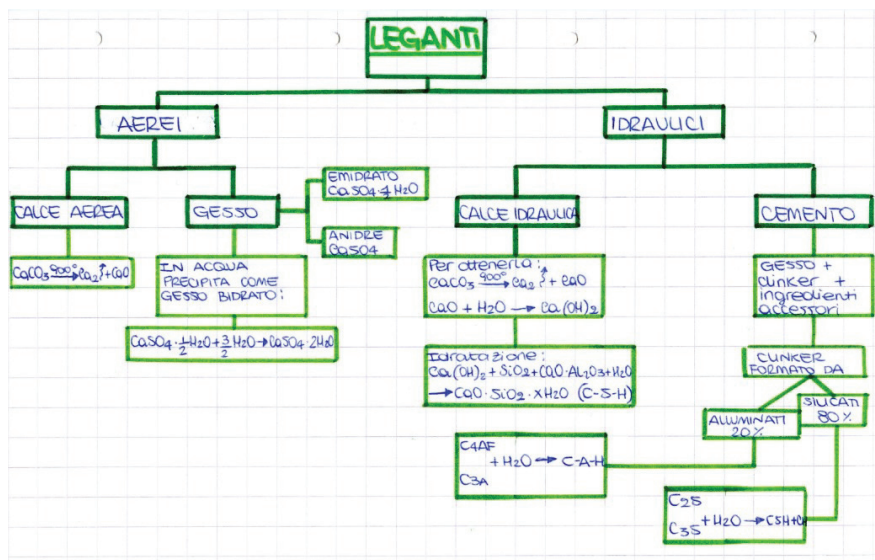 LEGANTI
AEREI
IDRAULICI
CALCE AEREA
GESSO
EMIDRATO
CaSO4·½H2O
ANIDRE
CaSO4
CALCE IDRAULICA
CEMENTO
CaCO3 900° → Ca2↑ + CaO
IN ACQUA
PRECIPITA COME
GESSO BIDRATO:
CaSO4·1/2H2O+3/2H2O→CaSO4·2H2O
Per ottenerla:
CaCO3 900° → Ca2↑ + CaO
CaO + H2O → Ca(OH)2
Idratazione:
Ca(OH)2 + SiO2 + CaO·Al2O3+H2O
→ CaO·SiO2·XH2O (C-S-H)
GESSO +
clinker +
ingredienti
accessori
CLINKER
FORMATO DA
ALLUMINATI
20%
SILICATI
80%
C4AF
+ H2O → C-A-H
C3A
C2S
+H2O → CSH+CH
C3S